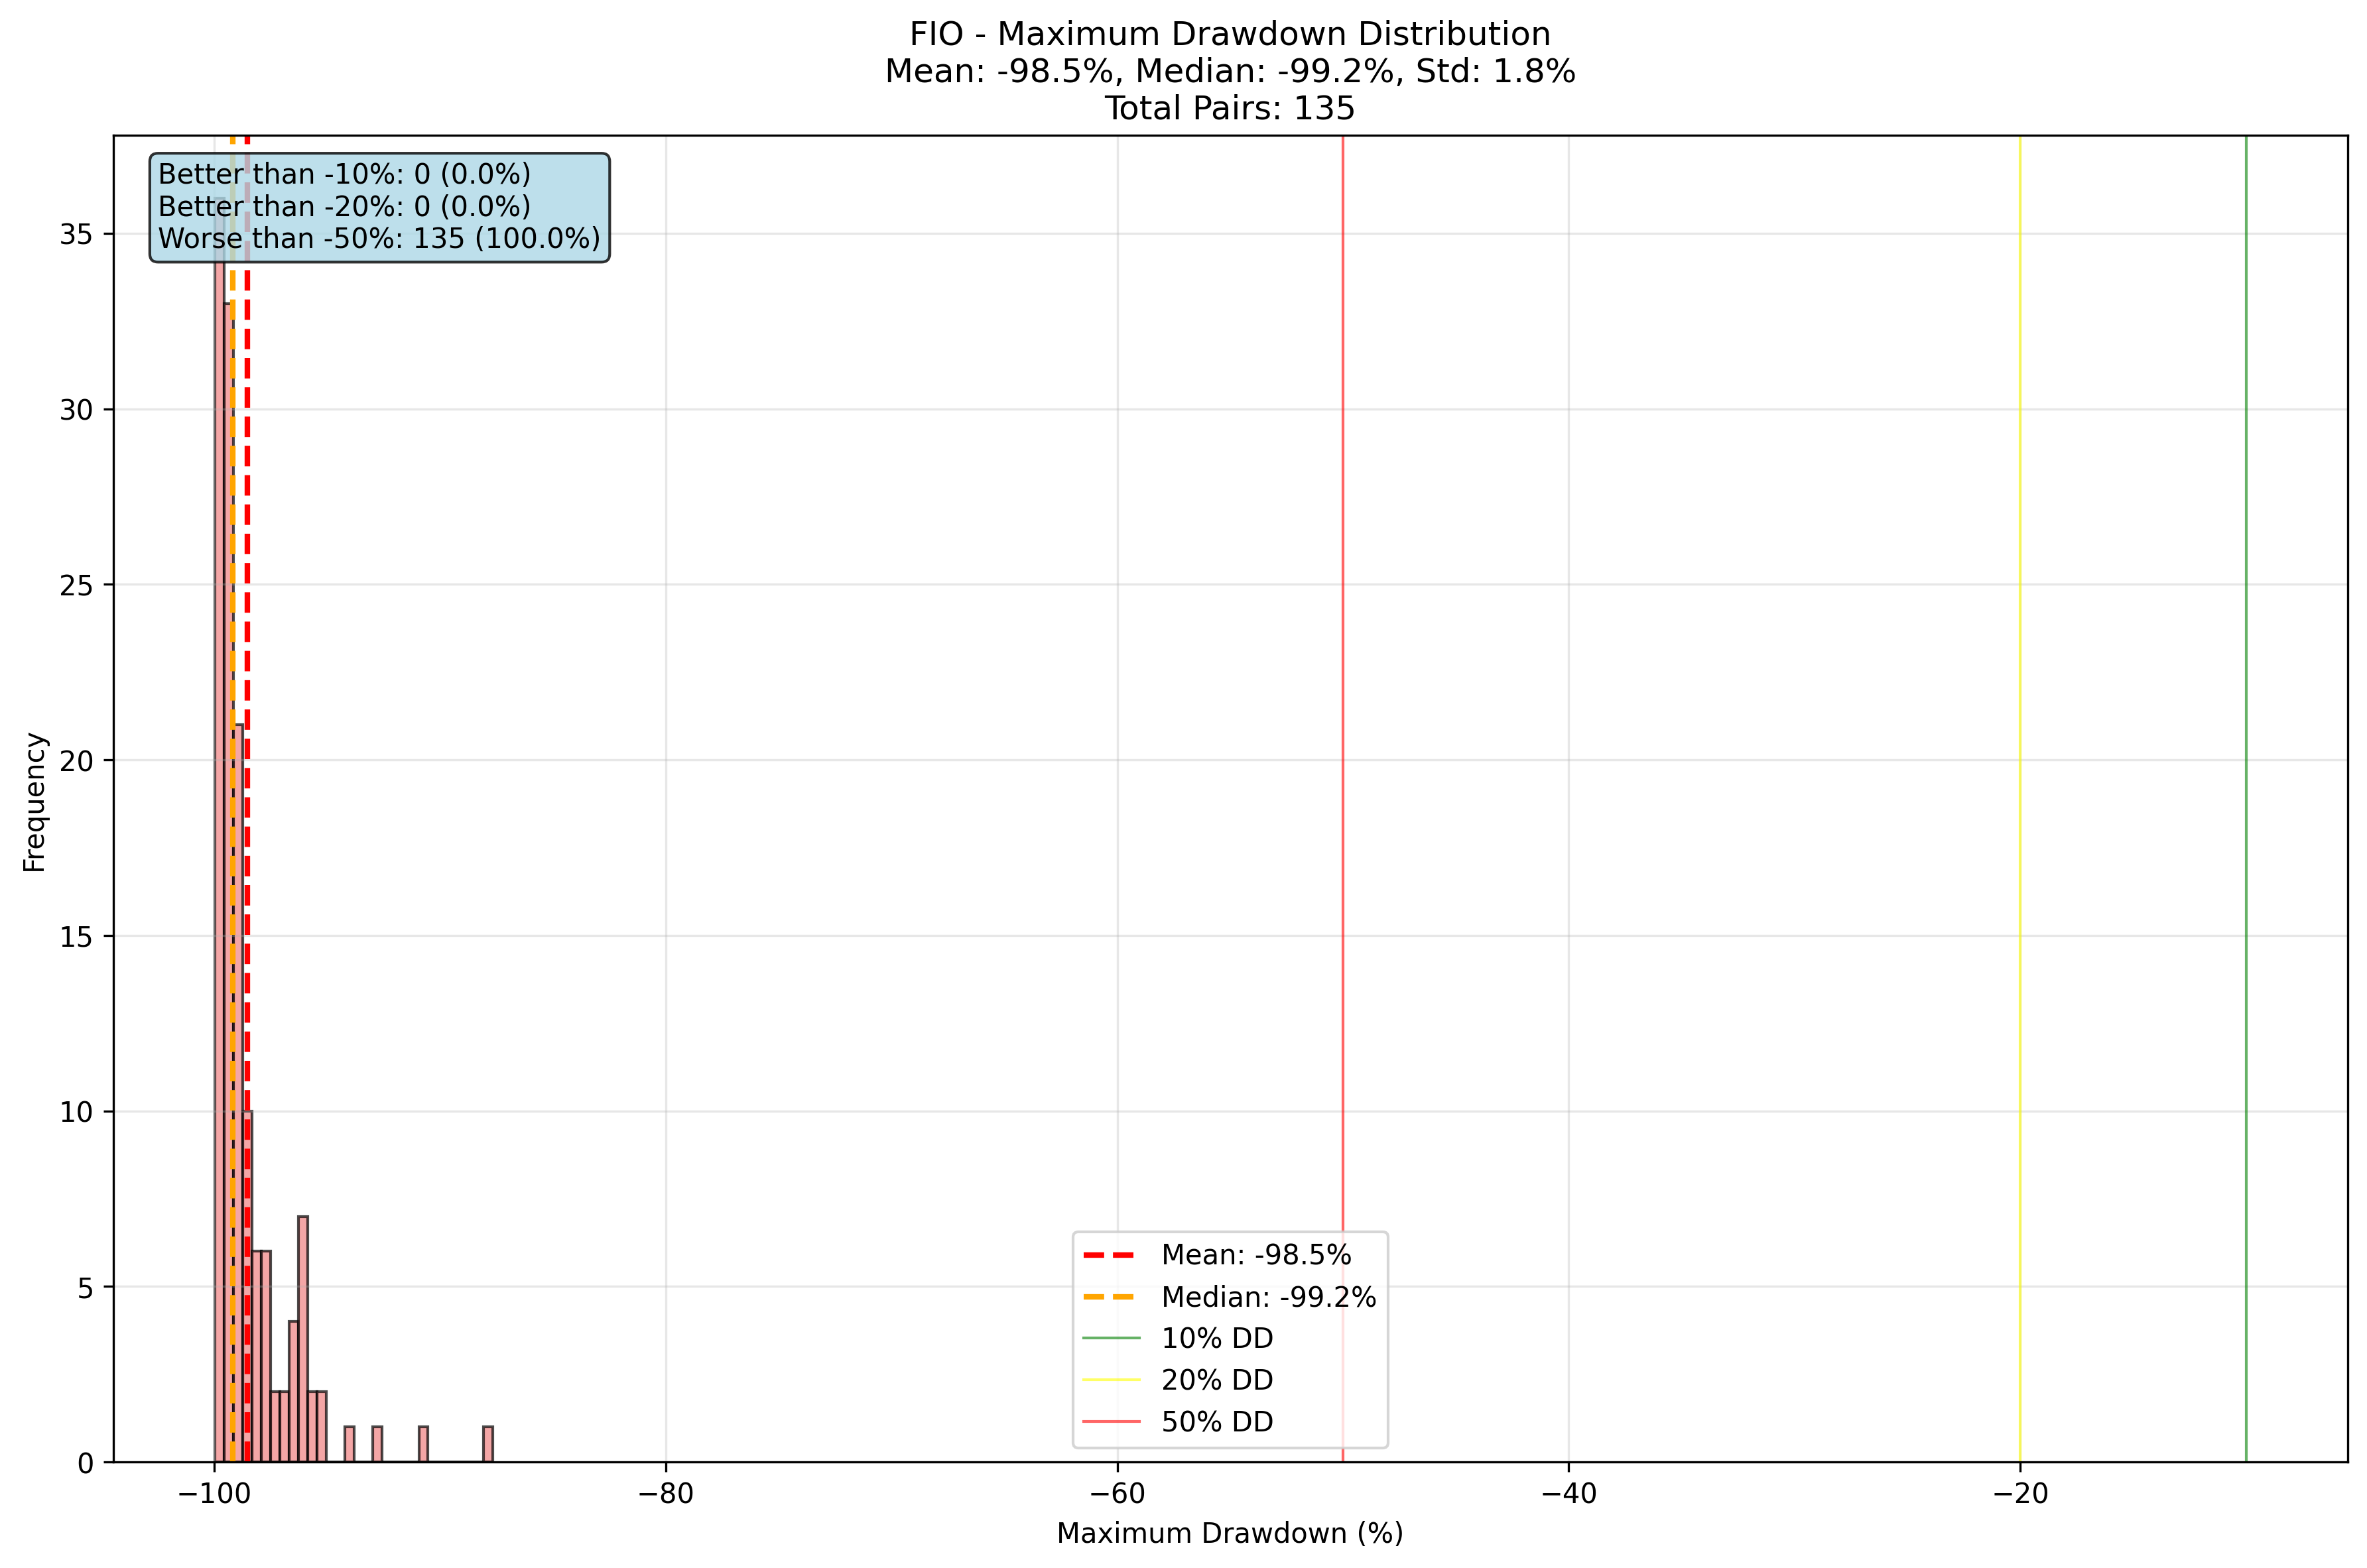 FIO - Maximum Drawdown Distribution
Mean: -98.5%, Median: -99.2%, Std: 1.8%
Total Pairs: 135
Better than -10%: 0 (0.0%)
Better than -20%: 0 (0.0%)
Worse than -50%: 135 (100.0%)
35
30
25
20
15
10
5
0
Frequency
Mean: -98.5%
Median: -99.2%
10% DD
20% DD
50% DD
−100
−80
−60
−40
−20
Maximum Drawdown (%)